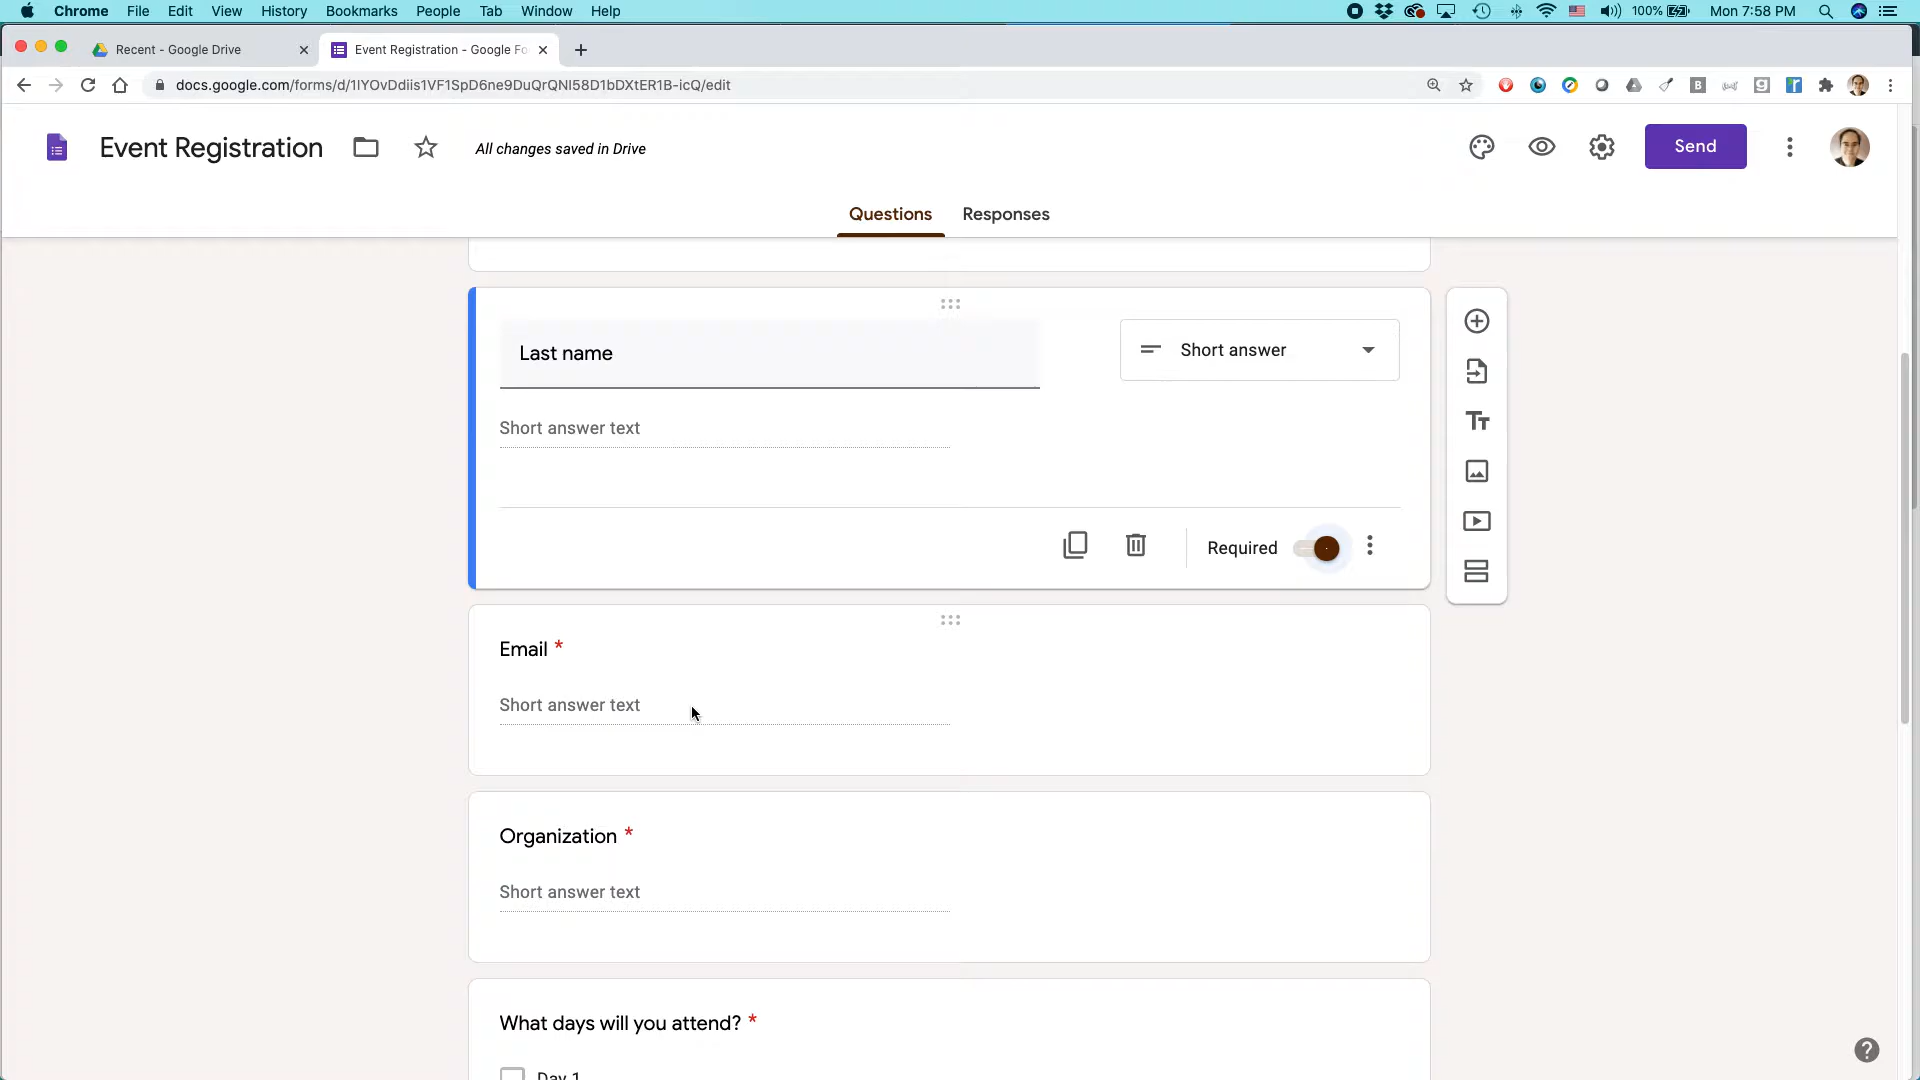 Chrome File Edit View History Bookmarks People Tab Window Help 100% Mon 7:58 PM
Recent - Google Drive Event Registration - Google Fo
docs.google.com/forms/d/1IYOvDdiis1VF1SpD6ne9DuQrQNI58D1bDXtER1B-icQ/edit
Event Registration All changes saved in Drive Send
Questions Responses
Last name Short answer
Short answer text
Required
Email *
Short answer text
Organization *
Short answer text
What days will you attend? *
Day 1